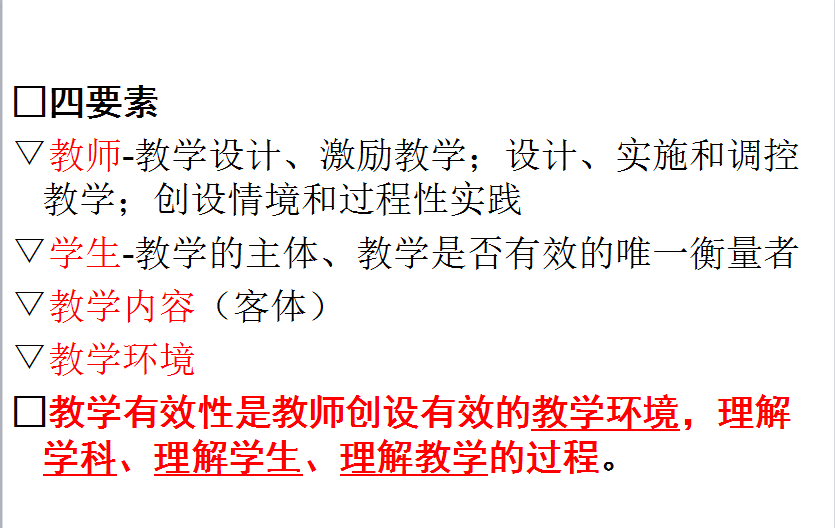 □四要素
▽教师-教学设计、激励教学；设计、实施和调控
教学；创设情境和过程性实践
▽学生-教学的主体、教学是否有效的唯一衡量者
▽教学内容（客体）
▽教学环境
□教学有效性是教师创设有效的教学环境，理解
学科、理解学生、理解教学的过程。